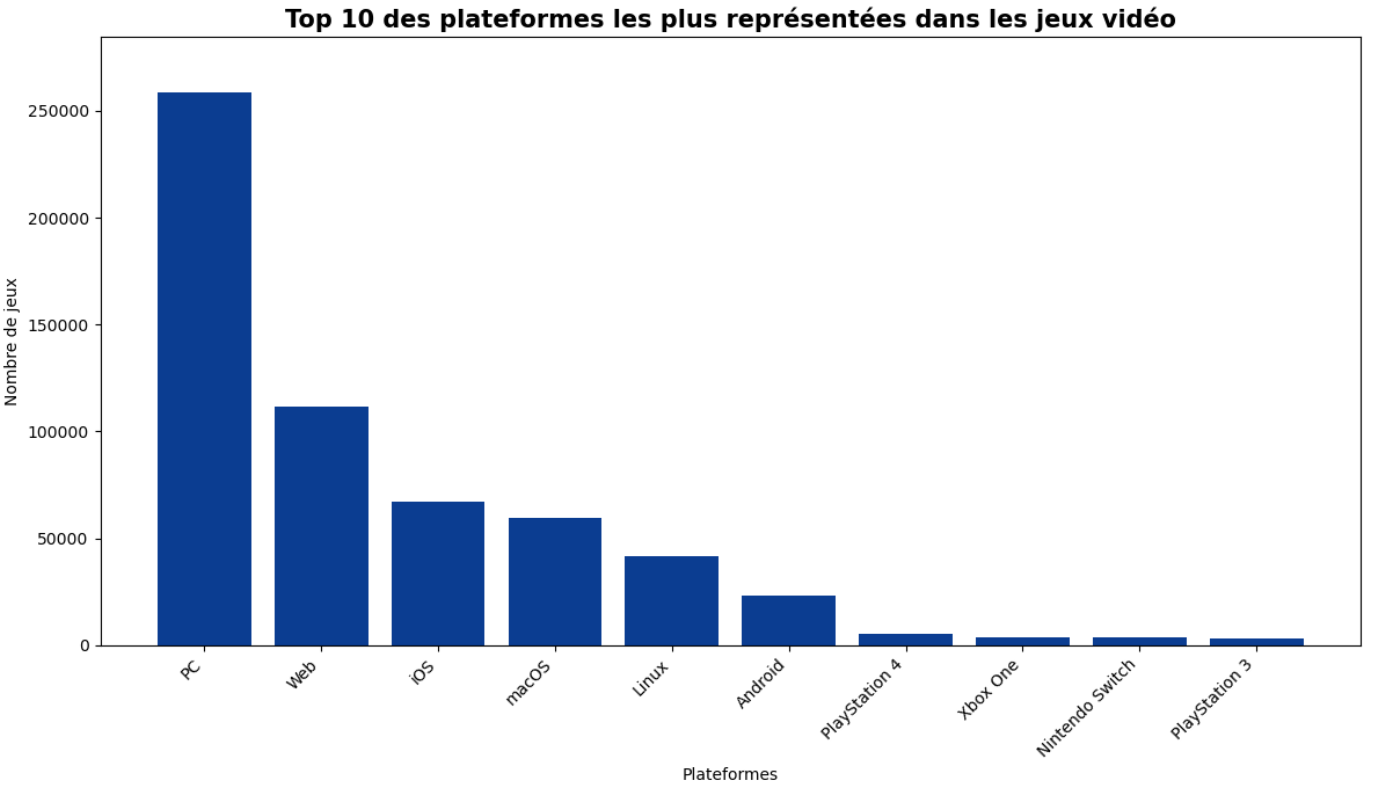 Top 10 des plateformes les plus représentées dans les jeux vidéo
Nombre de jeux
250000
200000
150000
100000
50000
0
PC
Web
iOS
macOS
Linux
Android
PlayStation 4
Xbox One
Nintendo Switch
PlayStation 3
Plateformes